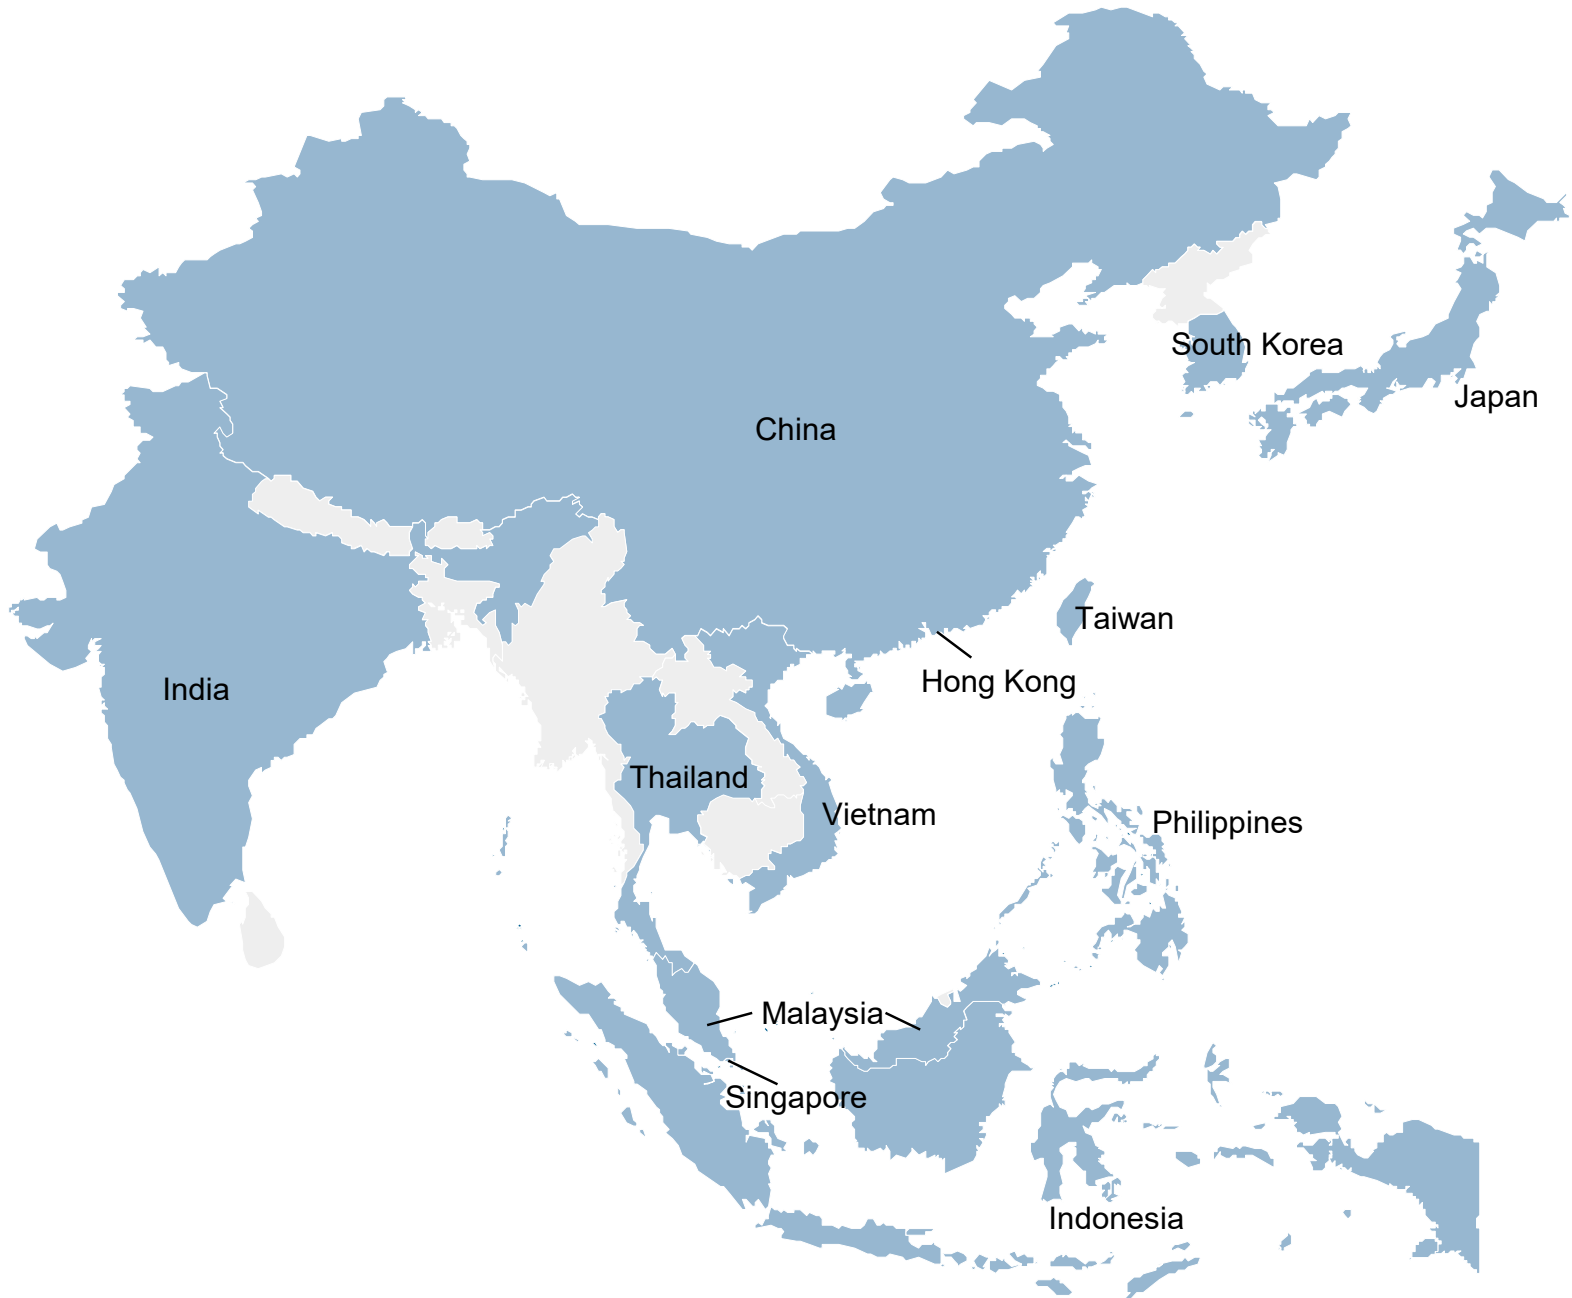 South Korea
Japan
China
Taiwan
Hong Kong
India
Thailand
Vietnam
Philippines
Malaysia
Singapore
Indonesia